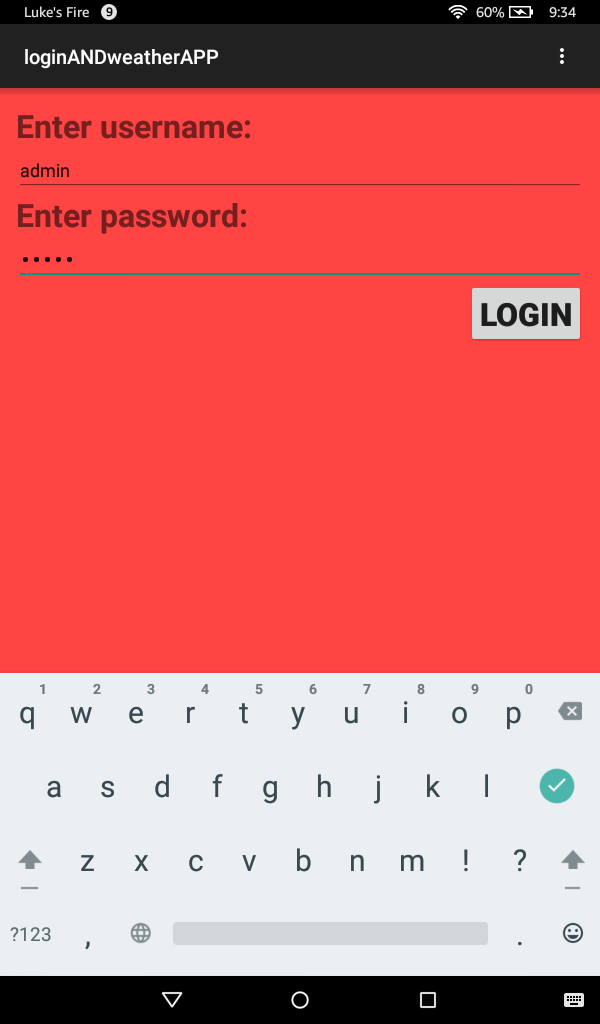 Luke's Fire 9 60% 9:34
loginANDweatherAPP
Enter username:
admin
Enter password:
•••••
LOGIN
1 2 3 4 5 6 7 8 9 0
q w e r t y u i o p
a s d f g h j k l
z x c v b n m ! ?
?123 , .